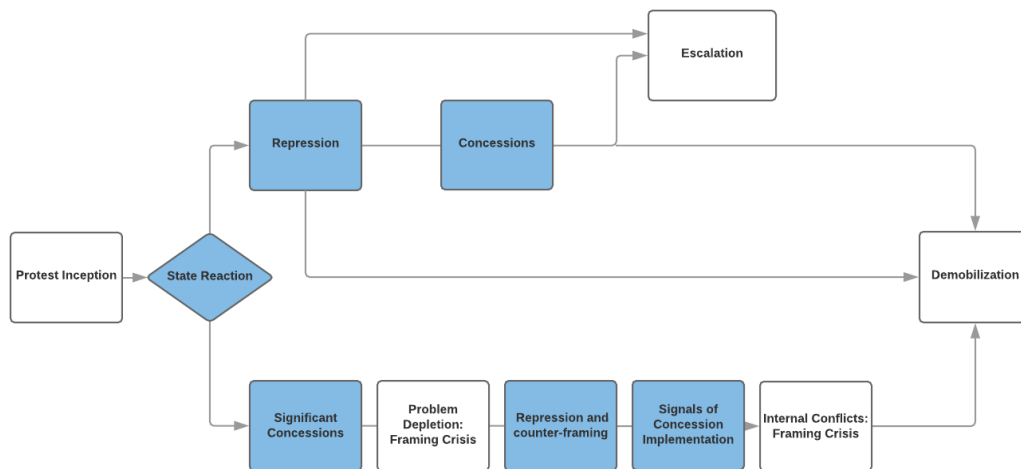 Escalation
Repression
Concessions
Protest Inception
State Reaction
Demobilization
Significant
Concessions
Problem
Depletion:
Framing Crisis
Repression and
counter-framing
Signals of
Concession
Implementation
Internal Conflicts:
Framing Crisis